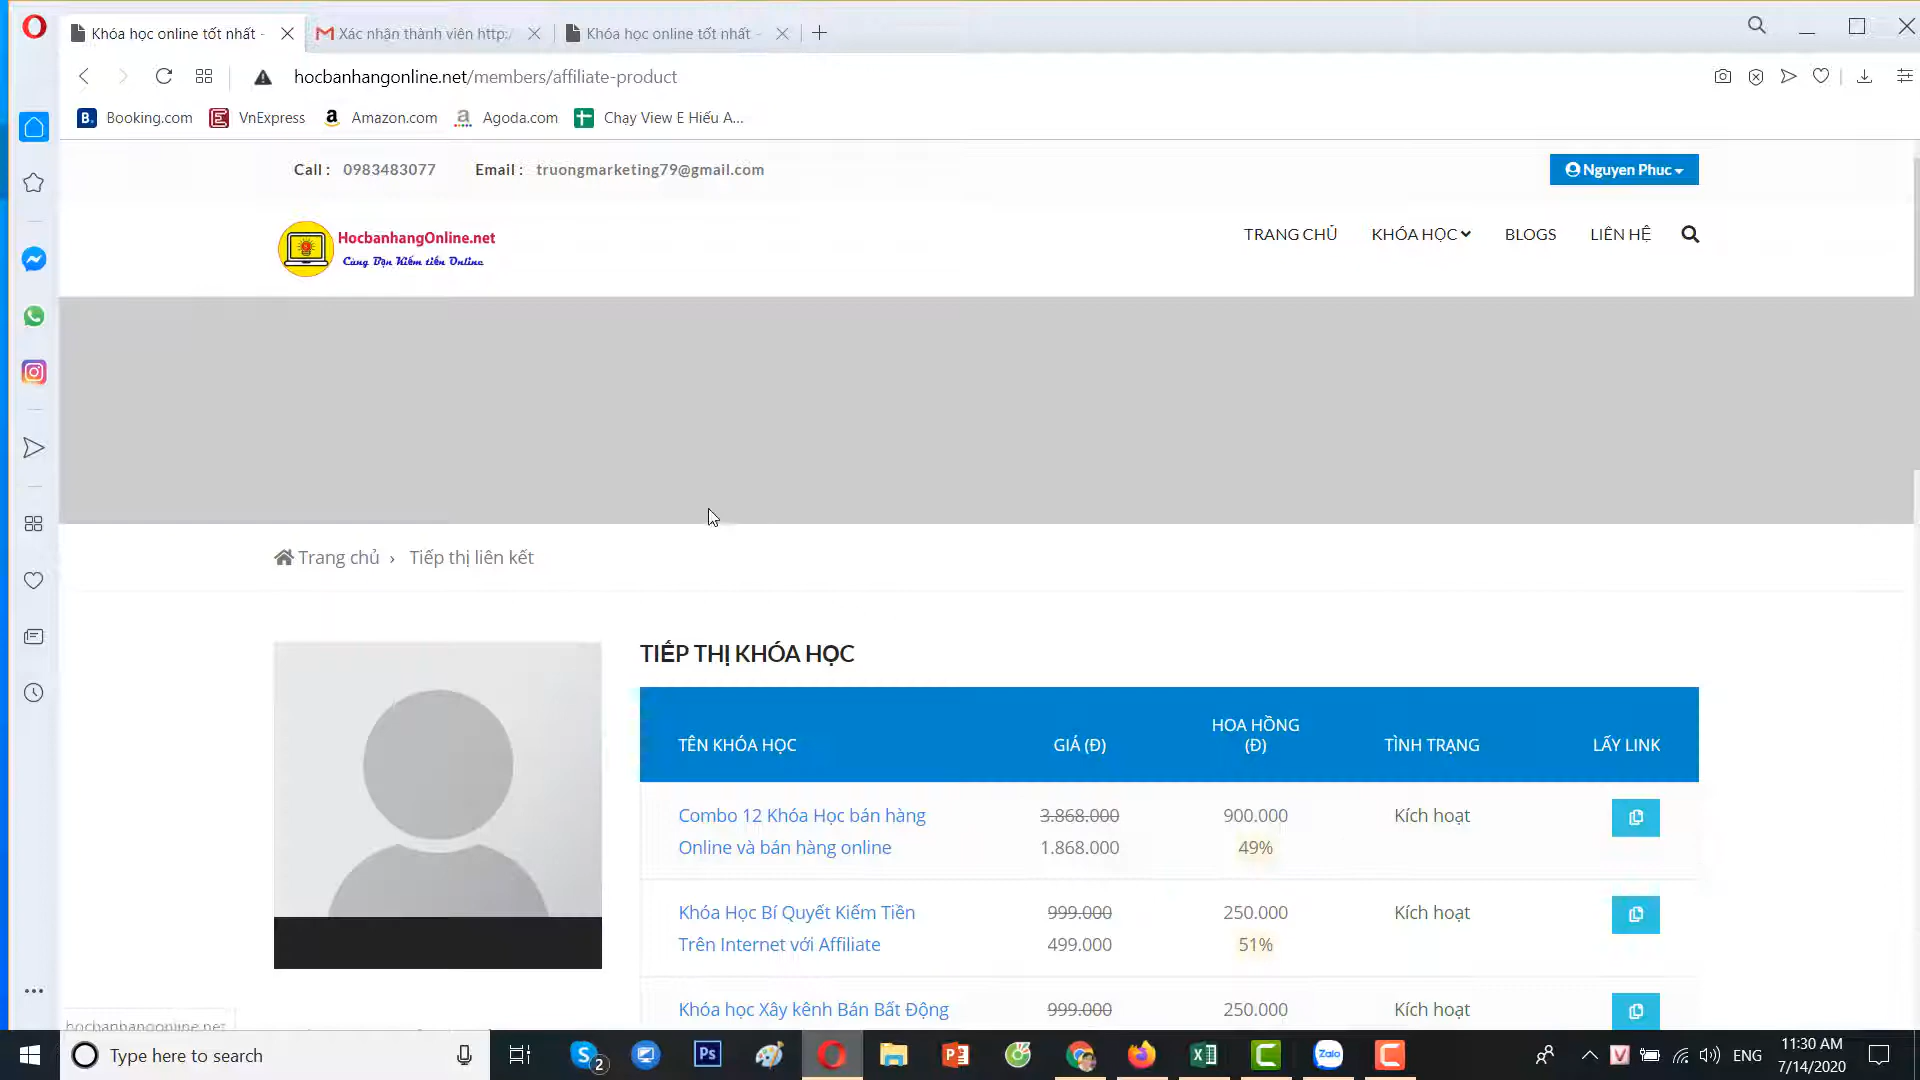 Khóa học online tốt nhất -
Xác nhận thành viên http:/
Khóa học online tốt nhất -
hocbanhangonline.net/members/affiliate-product
Booking.com
VnExpress
Amazon.com
Agoda.com
Chạy View E Hiếu A...
Call : 0983483077
Email : truongmarketing79@gmail.com
Nguyen Phuc
HocbanhangOnline.net
Cùng Bạn Kiếm tiền Online
TRANG CHỦ
KHÓA HỌC
BLOGS
LIÊN HỆ
Trang chủ › Tiếp thị liên kết
TIẾP THỊ KHÓA HỌC
TÊN KHÓA HỌC
GIÁ (Đ)
HOA HỒNG
(Đ)
TÌNH TRẠNG
LẤY LINK
Combo 12 Khóa Học bán hàng
Online và bán hàng online
3.868.000
1.868.000
900.000
49%
Kích hoạt
Khóa Học Bí Quyết Kiếm Tiền
Trên Internet với Affiliate
999.000
499.000
250.000
51%
Kích hoạt
Khóa học Xây kênh Bán Bất Động
999.000
250.000
Kích hoạt
hocbanhangonline.net
Type here to search
2
Ps
Zalo
V
ENG
11:30 AM
7/14/2020